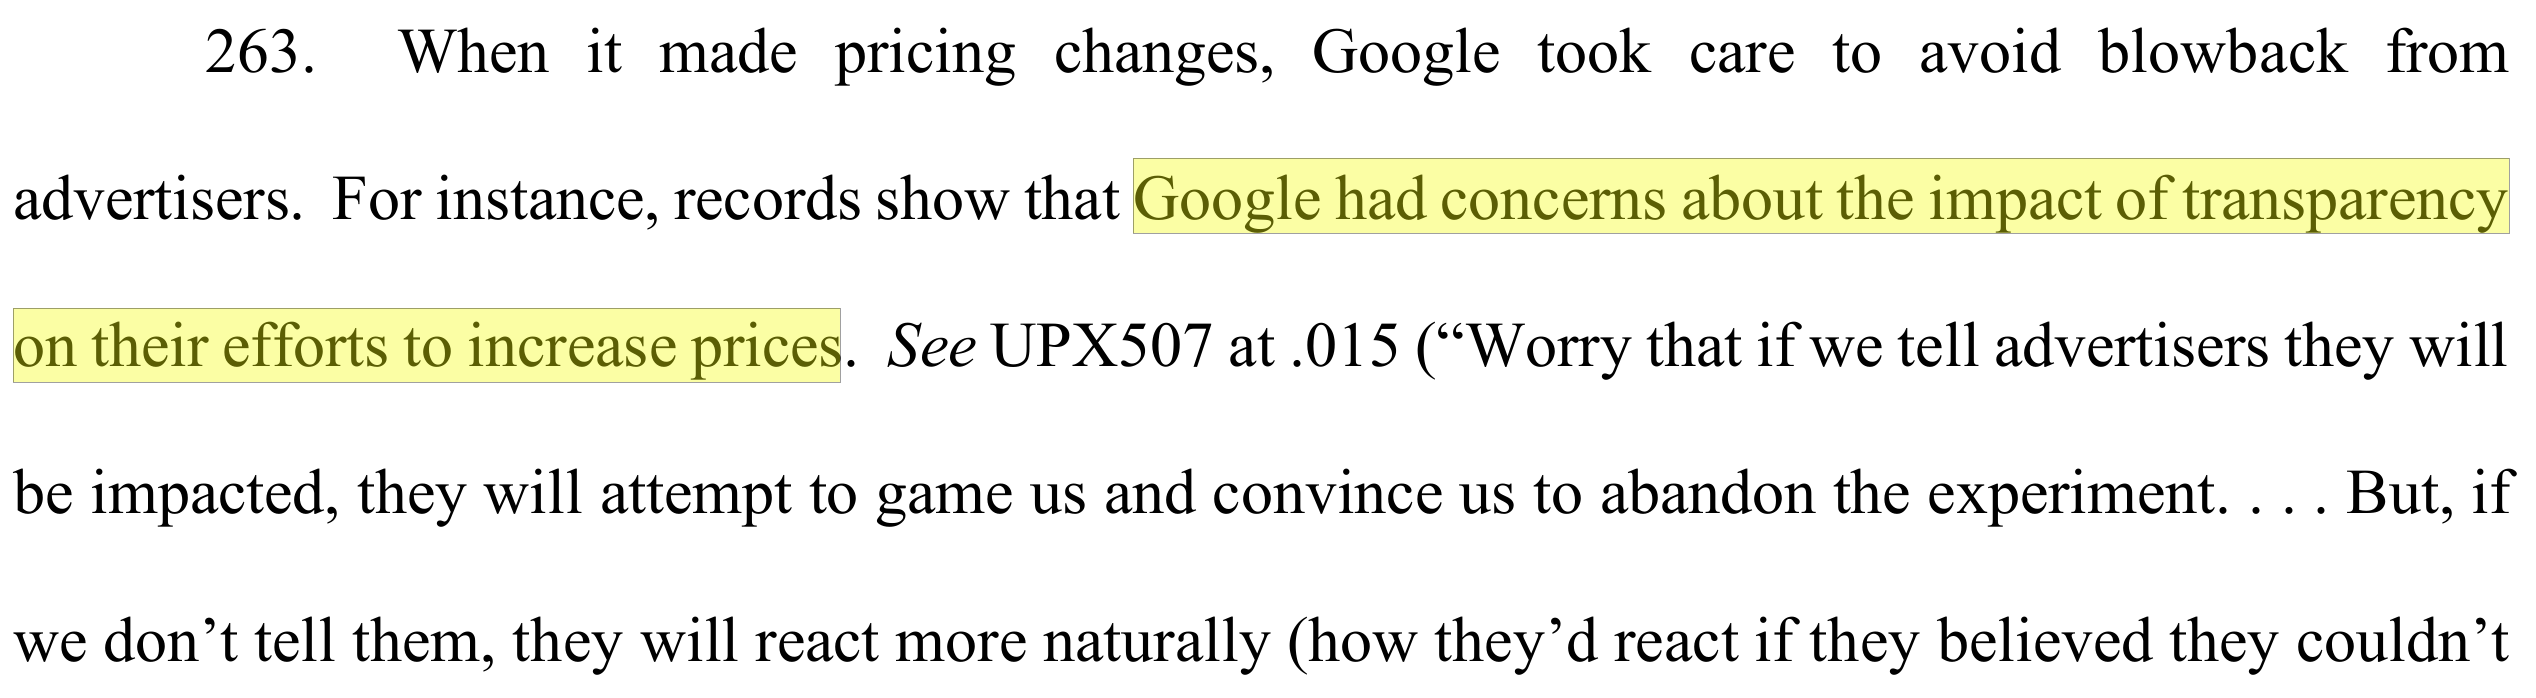 263. When it made pricing changes, Google took care to avoid blowback from
advertisers. For instance, records show that Google had concerns about the impact of transparency
on their efforts to increase prices. See UPX507 at .015 (“Worry that if we tell advertisers they will
be impacted, they will attempt to game us and convince us to abandon the experiment. . . . But, if
we don’t tell them, they will react more naturally (how they’d react if they believed they couldn’t